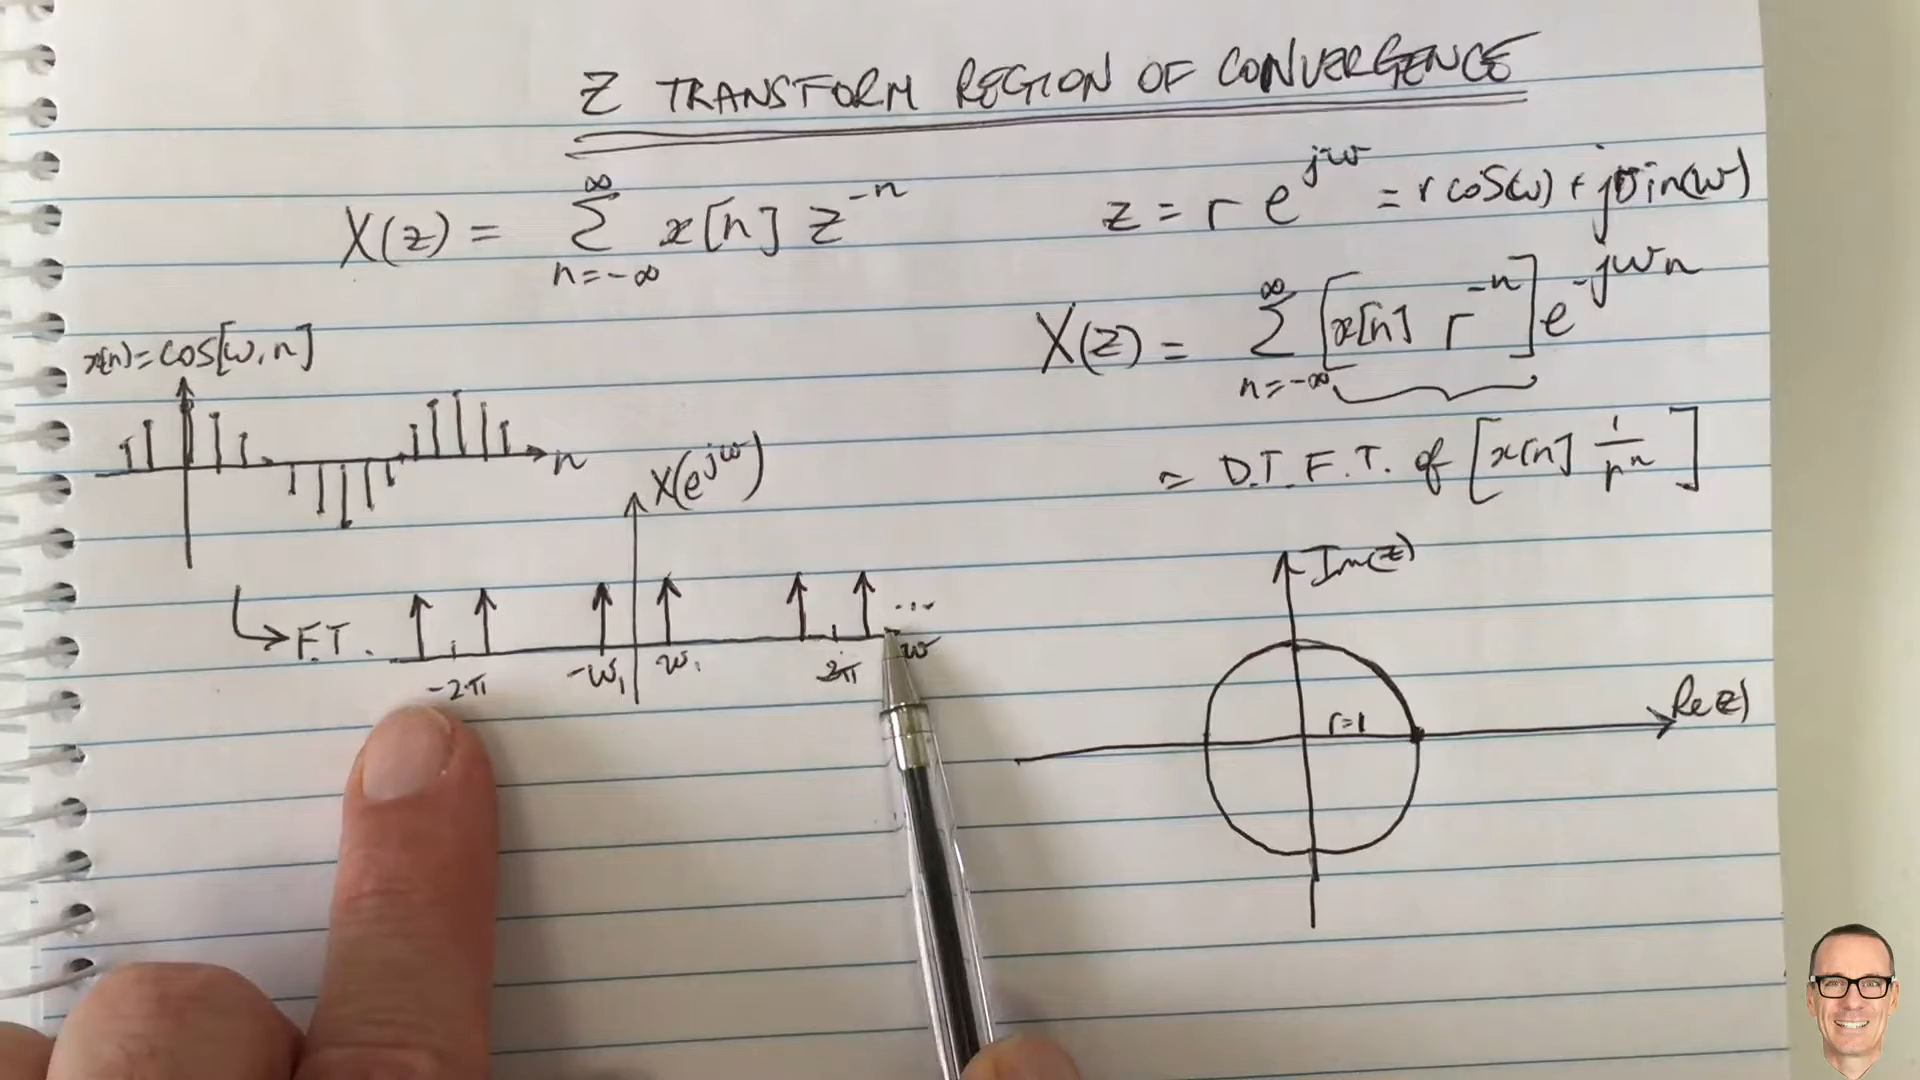 Z TRANSFORM REGION OF CONVERGENCE
X(z) = ∞ Σ n=-∞ x[n] z^-n
z = r e^jω = r cos(ω) + j sin(ω)
X(z) = ∞ Σ n=-∞ [x[n] r^-n] e^-jωn
= D.T.F.T. of [x[n] 1/r^n]
x[n] = cos[ω₁n]
n
X(e^jω)
F.T.
-2π -ω₁ ω₁ 2π ... ω
Im(z)
r=1
Re(z)